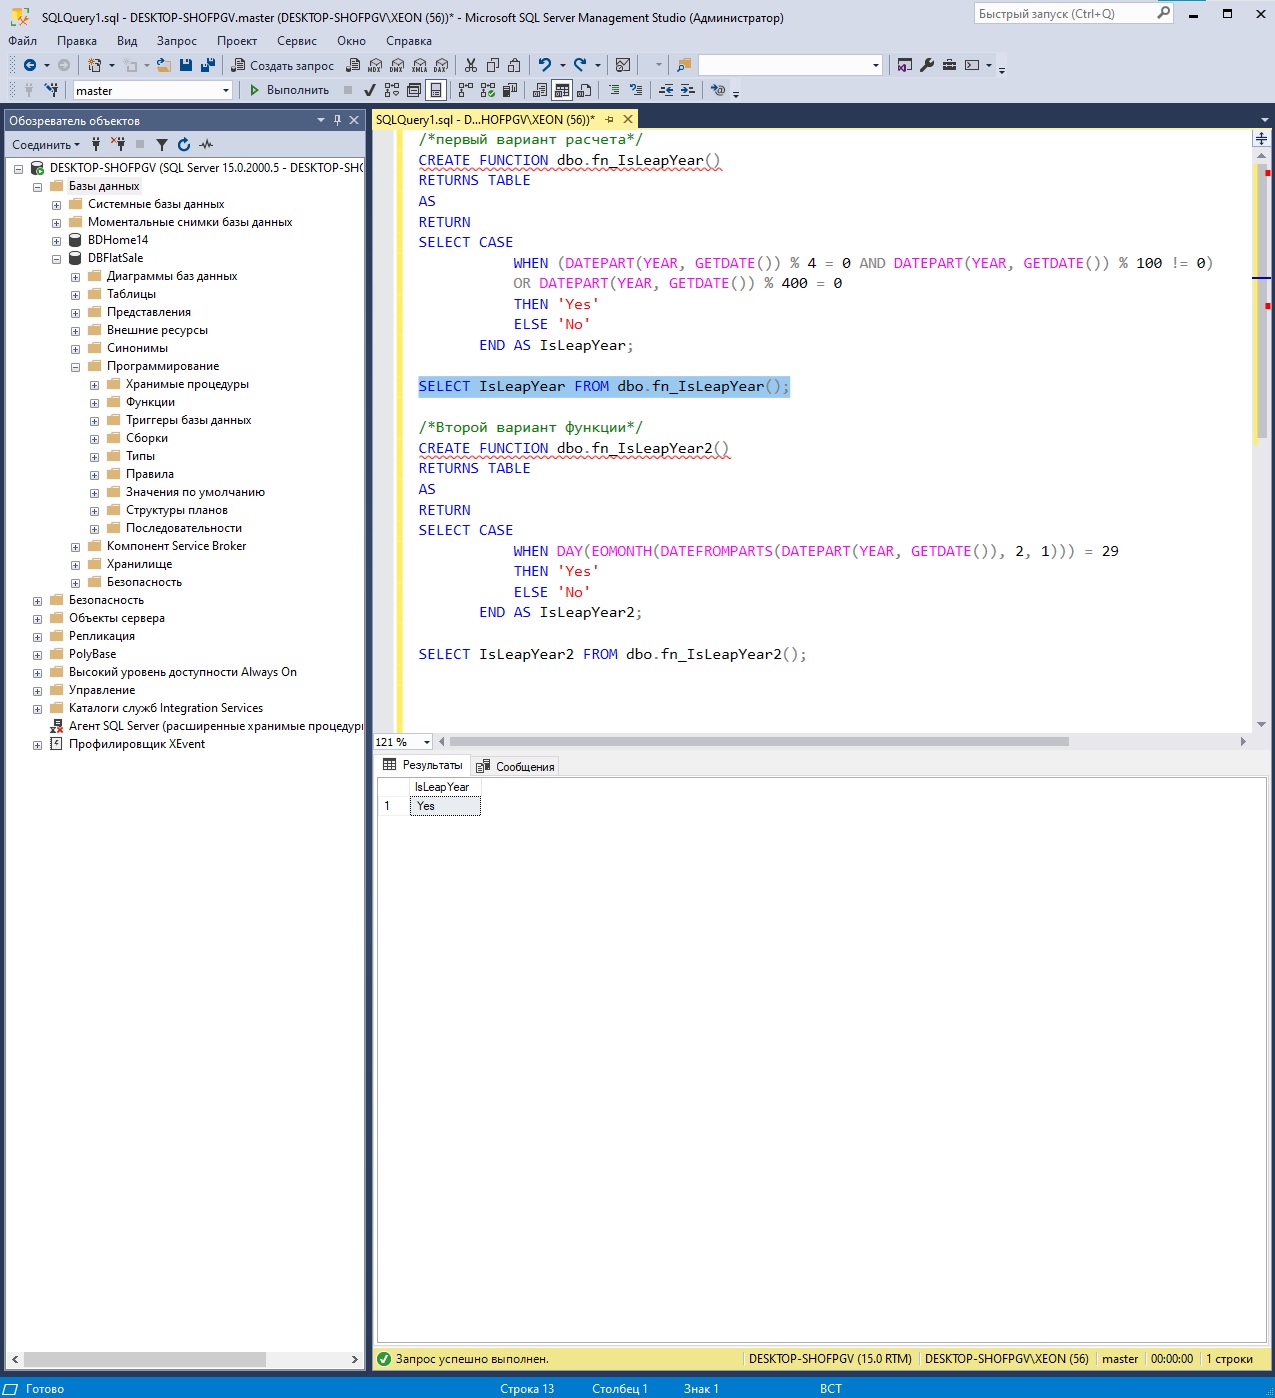 SQLQuery1.sql - DESKTOP-SHOFPGV.master (DESKTOP-SHOFPGV\XEON (56))* - Microsoft SQL Server Management Studio (Администратор)
Быстрый запуск (Ctrl+Q)
Файл Правка Вид Запрос Проект Сервис Окно Справка
Создать запрос
MDX DMX XMLA DAX
master
Выполнить
Обозреватель объектов
Соединить
DESKTOP-SHOFPGV (SQL Server 15.0.2000.5 - DESKTOP-SH
Базы данных
Системные базы данных
Моментальные снимки базы данных
BDHome14
DBFlatSale
Диаграммы баз данных
Таблицы
Представления
Внешние ресурсы
Синонимы
Программирование
Хранимые процедуры
Функции
Триггеры базы данных
Сборки
Типы
Правила
Значения по умолчанию
Структуры планов
Последовательности
Компонент Service Broker
Хранилище
Безопасность
Безопасность
Объекты сервера
Репликация
PolyBase
Высокий уровень доступности Always On
Управление
Каталоги служб Integration Services
Агент SQL Server (расширенные хранимые процедур
Профилировщик XEvent
SQLQuery1.sql - D...HOFPGV\XEON (56))*
/*первый вариант расчета*/
CREATE FUNCTION dbo.fn_IsLeapYear()
RETURNS TABLE
AS
RETURN
SELECT CASE
WHEN (DATEPART(YEAR, GETDATE()) % 4 = 0 AND DATEPART(YEAR, GETDATE()) % 100 != 0)
OR DATEPART(YEAR, GETDATE()) % 400 = 0
THEN 'Yes'
ELSE 'No'
END AS IsLeapYear;
SELECT IsLeapYear FROM dbo.fn_IsLeapYear();
/*Второй вариант функции*/
CREATE FUNCTION dbo.fn_IsLeapYear2()
RETURNS TABLE
AS
RETURN
SELECT CASE
WHEN DAY(EOMONTH(DATEFROMPARTS(DATEPART(YEAR, GETDATE()), 2, 1))) = 29
THEN 'Yes'
ELSE 'No'
END AS IsLeapYear2;
SELECT IsLeapYear2 FROM dbo.fn_IsLeapYear2();
121 %
Результаты Сообщения
IsLeapYear
1 Yes
Запрос успешно выполнен. DESKTOP-SHOFPGV (15.0 RTM) DESKTOP-SHOFPGV\XEON (56) master 00:00:00 1 строки
Готово Строка 13 Столбец 1 Знак 1 ВСТ